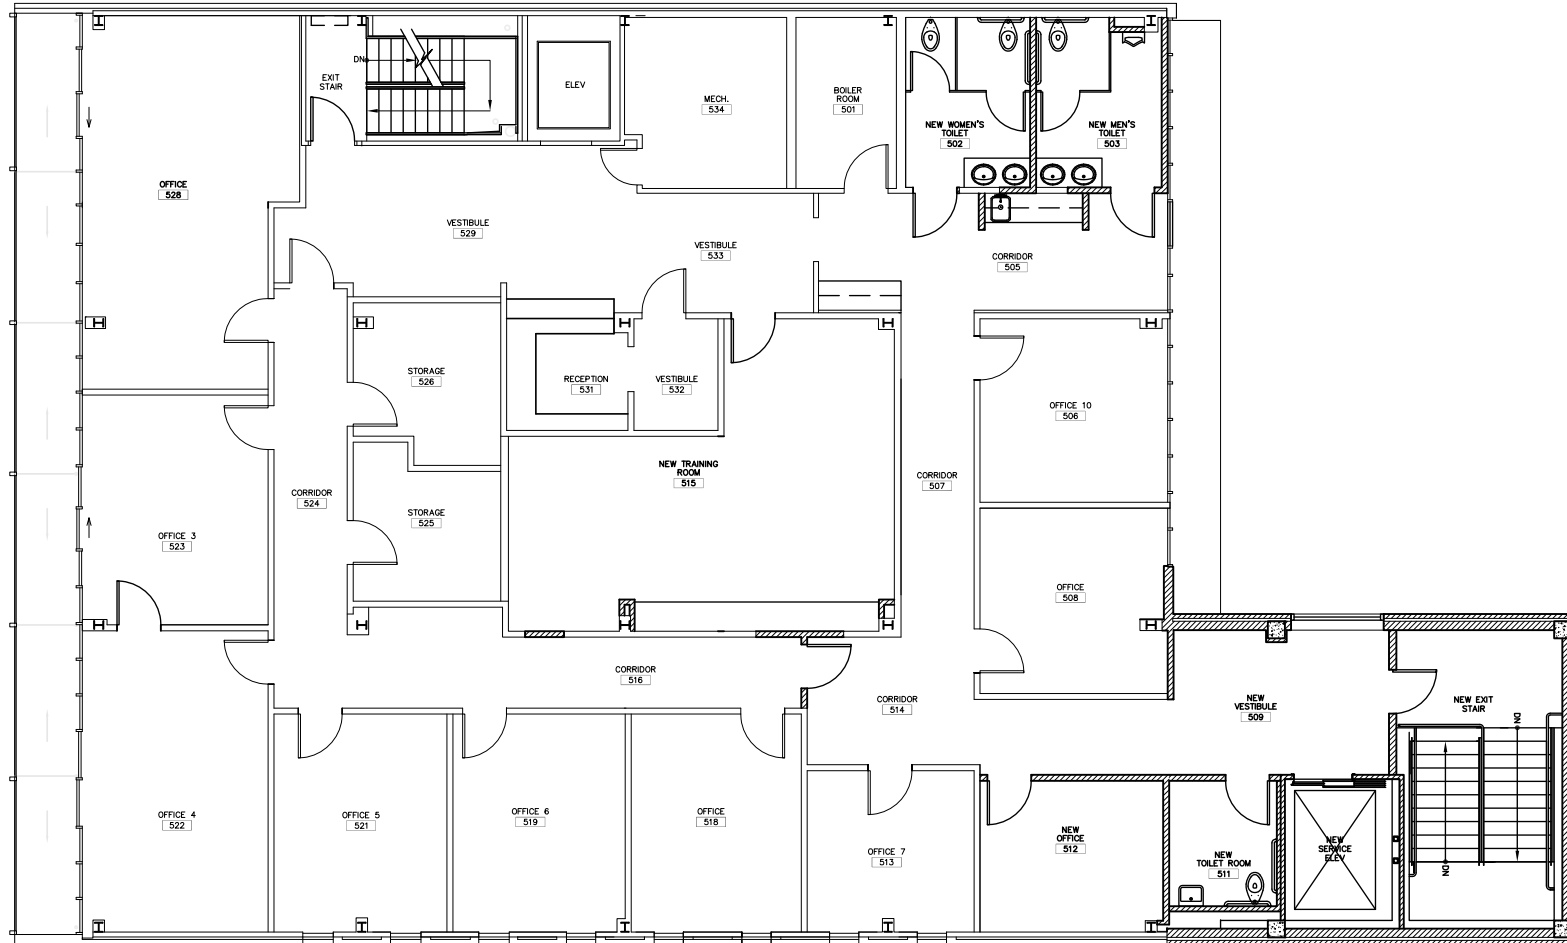 EXIT
STAIR
DN
ELEV
MECH.
534
BOILER
ROOM
501
NEW WOMEN'S
TOILET
502
NEW MEN'S
TOILET
503
OFFICE
528
VESTIBULE
529
VESTIBULE
533
CORRIDOR
505
STORAGE
526
RECEPTION
531
VESTIBULE
532
OFFICE 10
506
NEW TRAINING
ROOM
515
CORRIDOR
507
CORRIDOR
524
STORAGE
525
OFFICE 3
523
OFFICE
508
CORRIDOR
516
CORRIDOR
514
NEW
VESTIBULE
509
NEW EXIT
STAIR
DN
DN
OFFICE 4
522
OFFICE 5
521
OFFICE 6
519
OFFICE
518
OFFICE 7
513
NEW
OFFICE
512
NEW
TOILET ROOM
511
NEW
SERVICE
ELEV